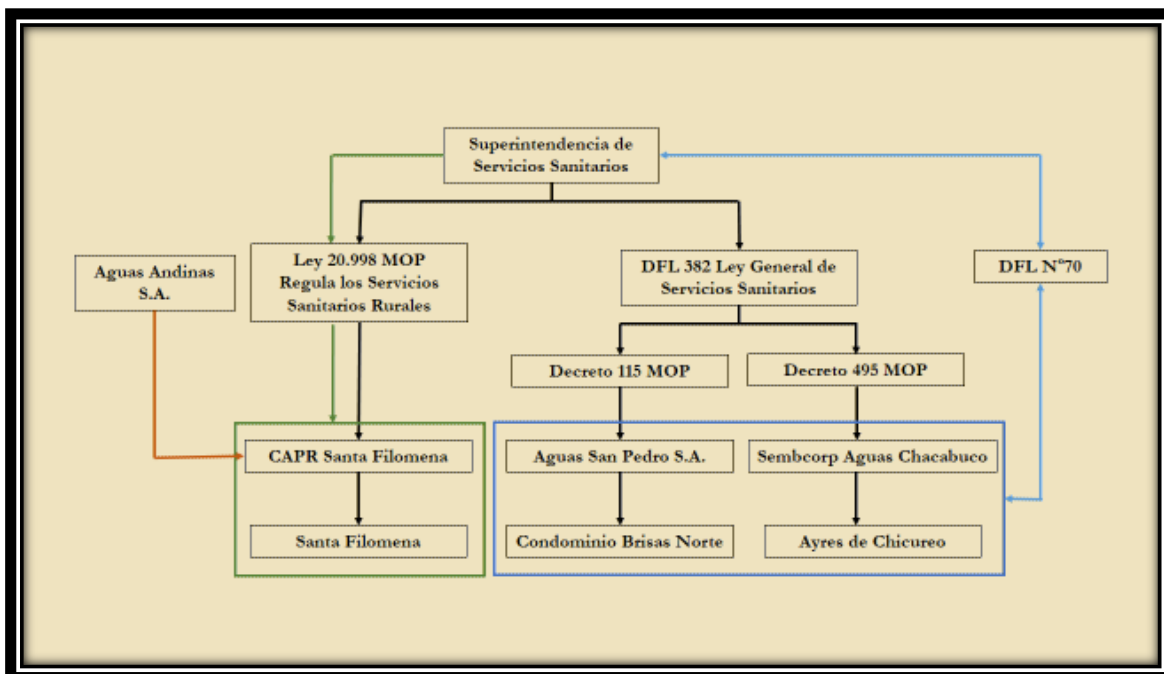 Superintendencia de
Servicios Sanitarios
Aguas Andinas
S.A.
Ley 20.998 MOP
Regula los Servicios
Sanitarios Rurales
DFL 382 Ley General de
Servicios Sanitarios
DFL N°70
Decreto 115 MOP
Decreto 495 MOP
CAPR Santa Filomena
Aguas San Pedro S.A.
Sembcorp Aguas Chacabuco
Santa Filomena
Condominio Brisas Norte
Ayres de Chicureo